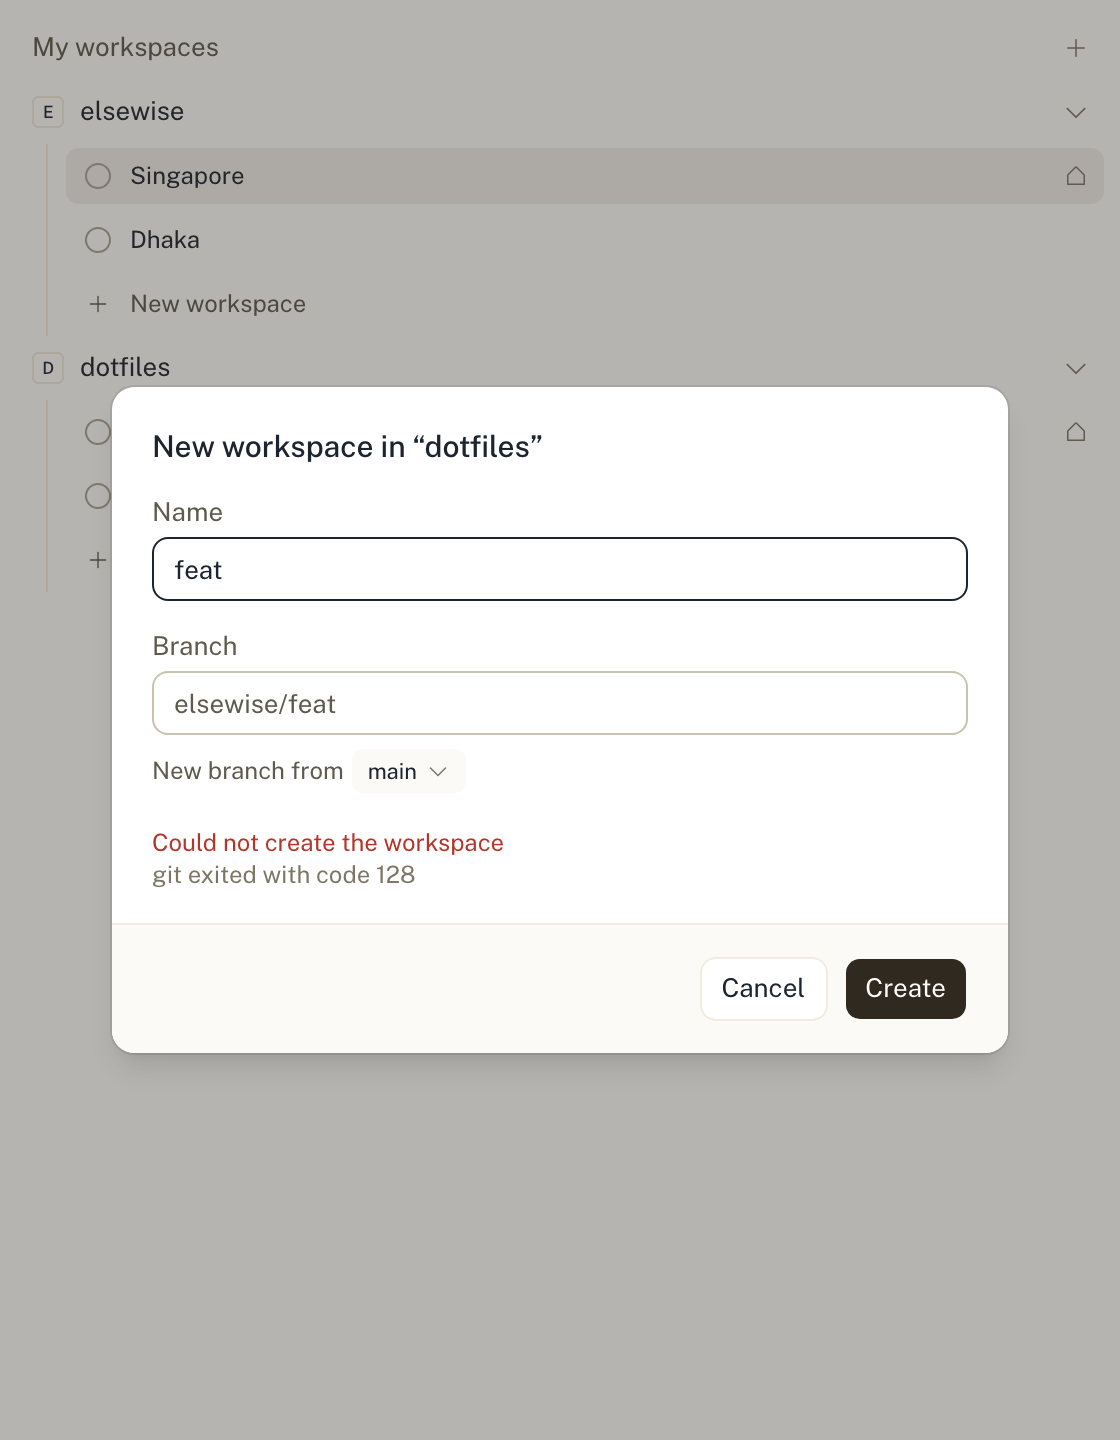 My workspaces
E elsewise
Singapore
Dhaka
New workspace
D dotfiles
New workspace in “dotfiles”
Name
feat
Branch
elsewise/feat
New branch from main
Could not create the workspace
git exited with code 128
Cancel Create